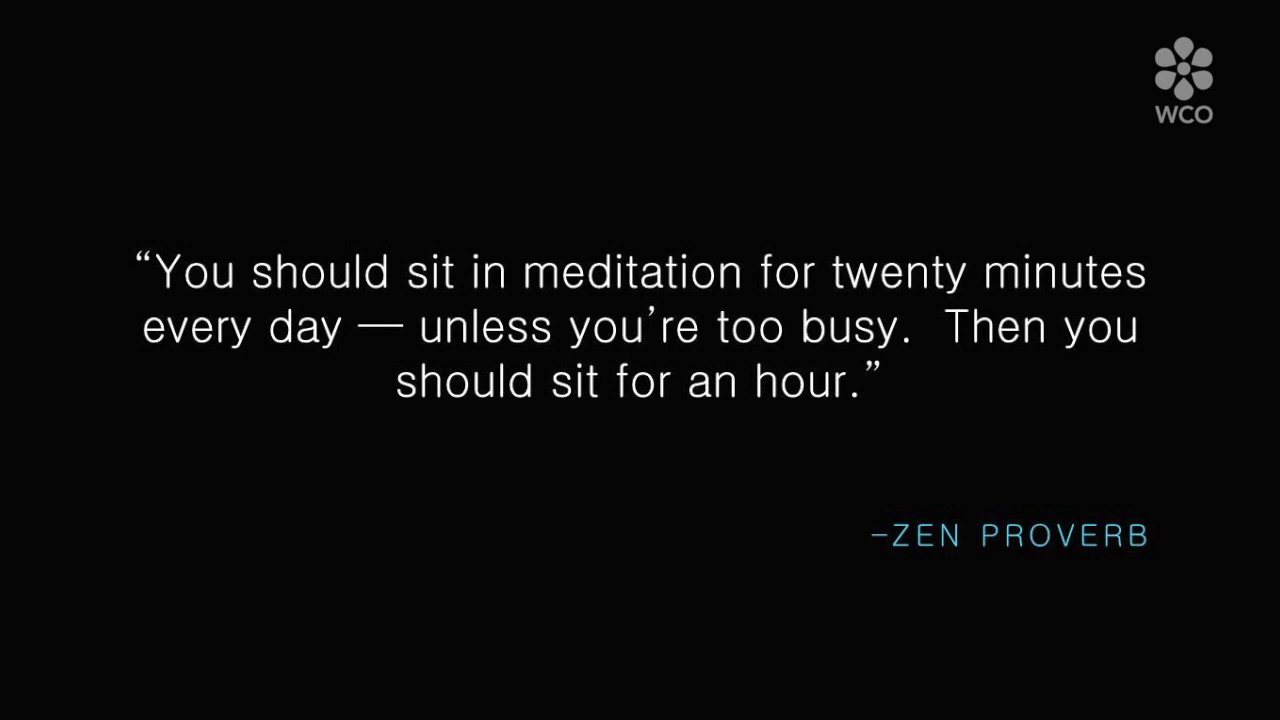 WCO
“You should sit in meditation for twenty minutes
every day — unless you’re too busy.  Then you
should sit for an hour.”
–ZEN PROVERB